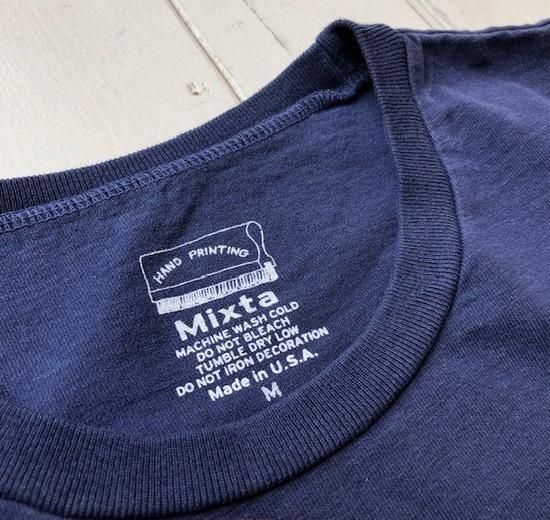 HAND PRINTING
Mixta
MACHINE WASH COLD
DO NOT BLEACH
TUMBLE DRY LOW
DO NOT IRON DECORATION
Made in U.S.A.
M